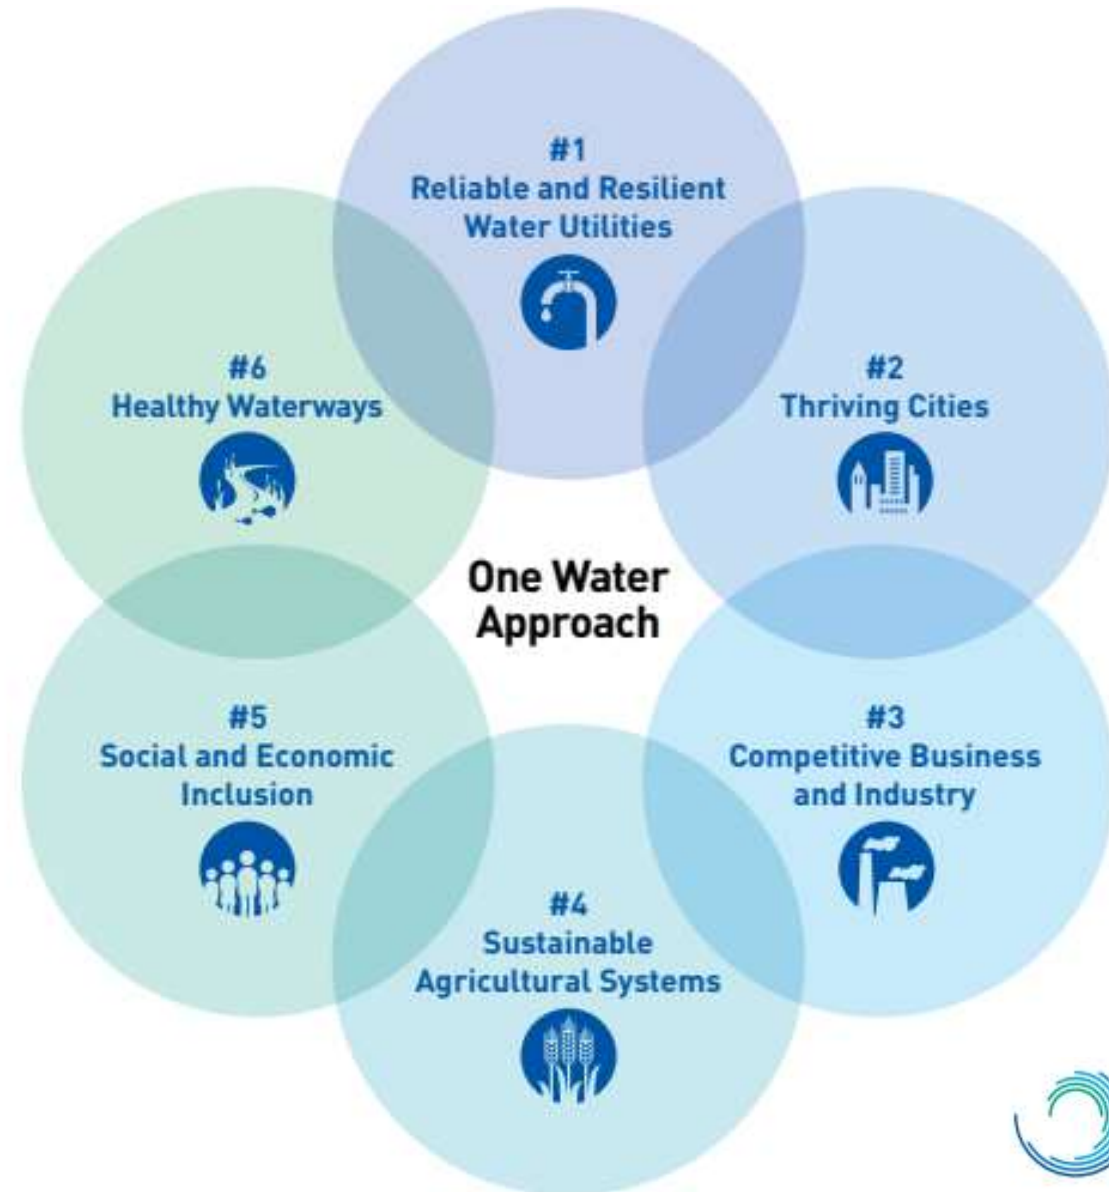 #1
Reliable and Resilient
Water Utilities
#2
Thriving Cities
#3
Competitive Business
and Industry
#4
Sustainable
Agricultural Systems
#5
Social and Economic
Inclusion
#6
Healthy Waterways
One Water
Approach